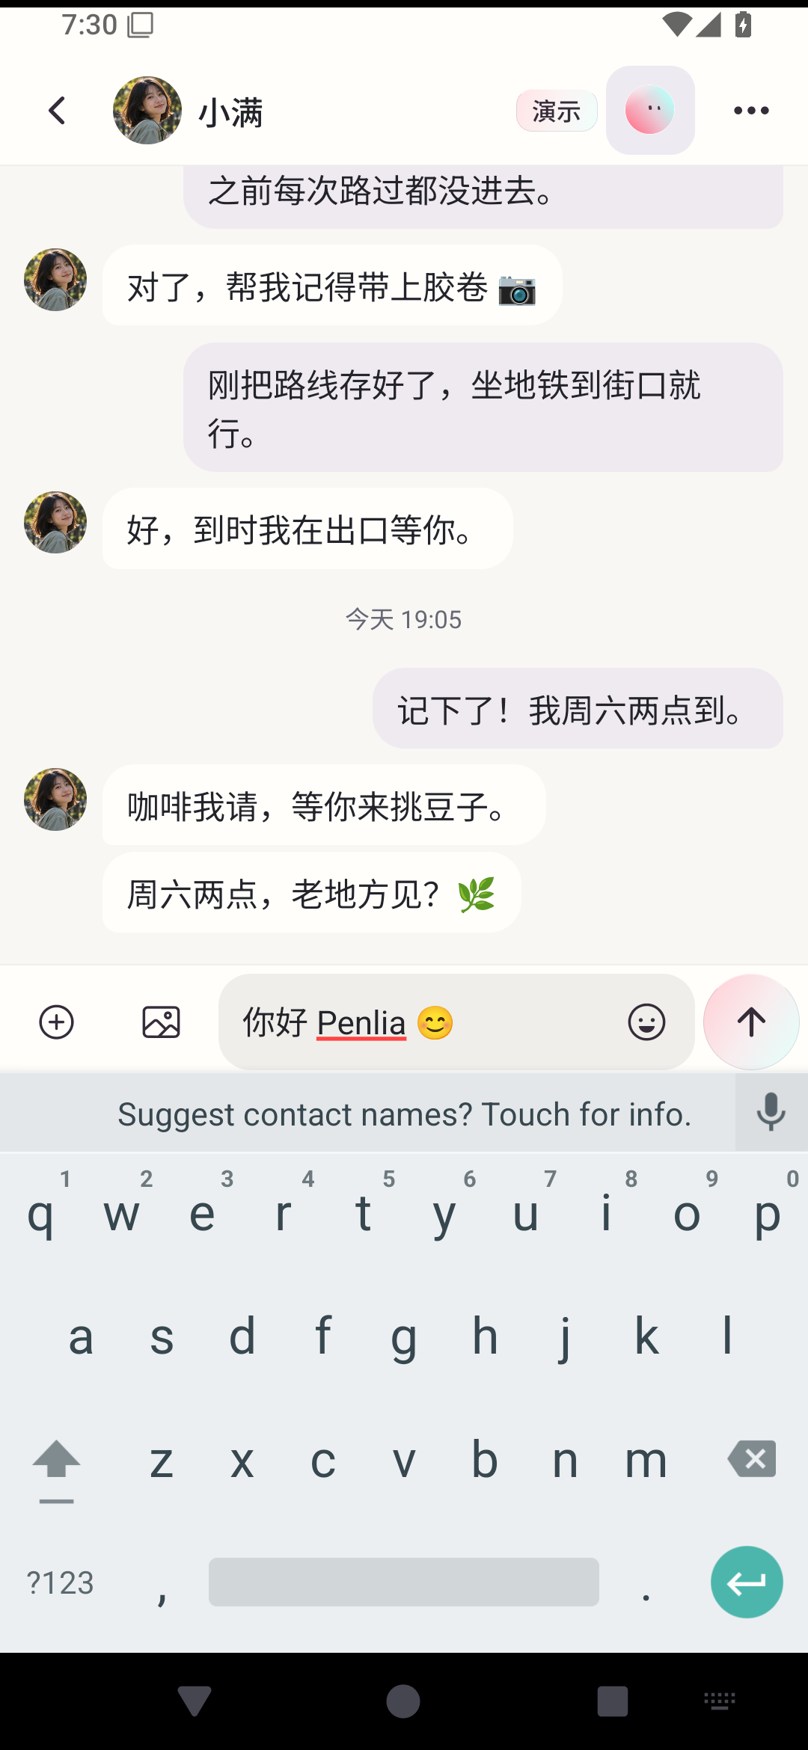 7:30
小满
演示
之前每次路过都没进去。
对了，帮我记得带上胶卷 📷
刚把路线存好了，坐地铁到街口就
行。
好，到时我在出口等你。
今天 19:05
记下了！我周六两点到。
咖啡我请，等你来挑豆子。
周六两点，老地方见？🌿
你好 Penlia 😊
Suggest contact names? Touch for info.
1 2 3 4 5 6 7 8 9 0
q w e r t y u i o p
a s d f g h j k l
z x c v b n m
?123 , .